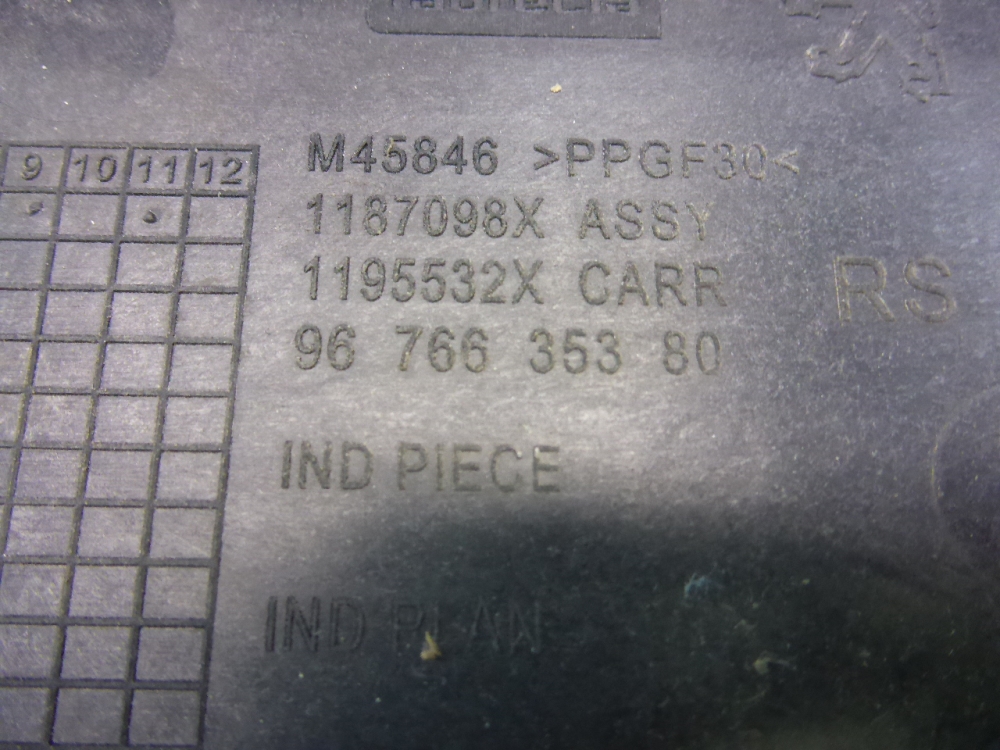 M45846 >PPGF30<
9 10 11 12
1187098X ASSY
1195532X CARR
RS
96 766 353 80
IND PIECE
IND PLAN